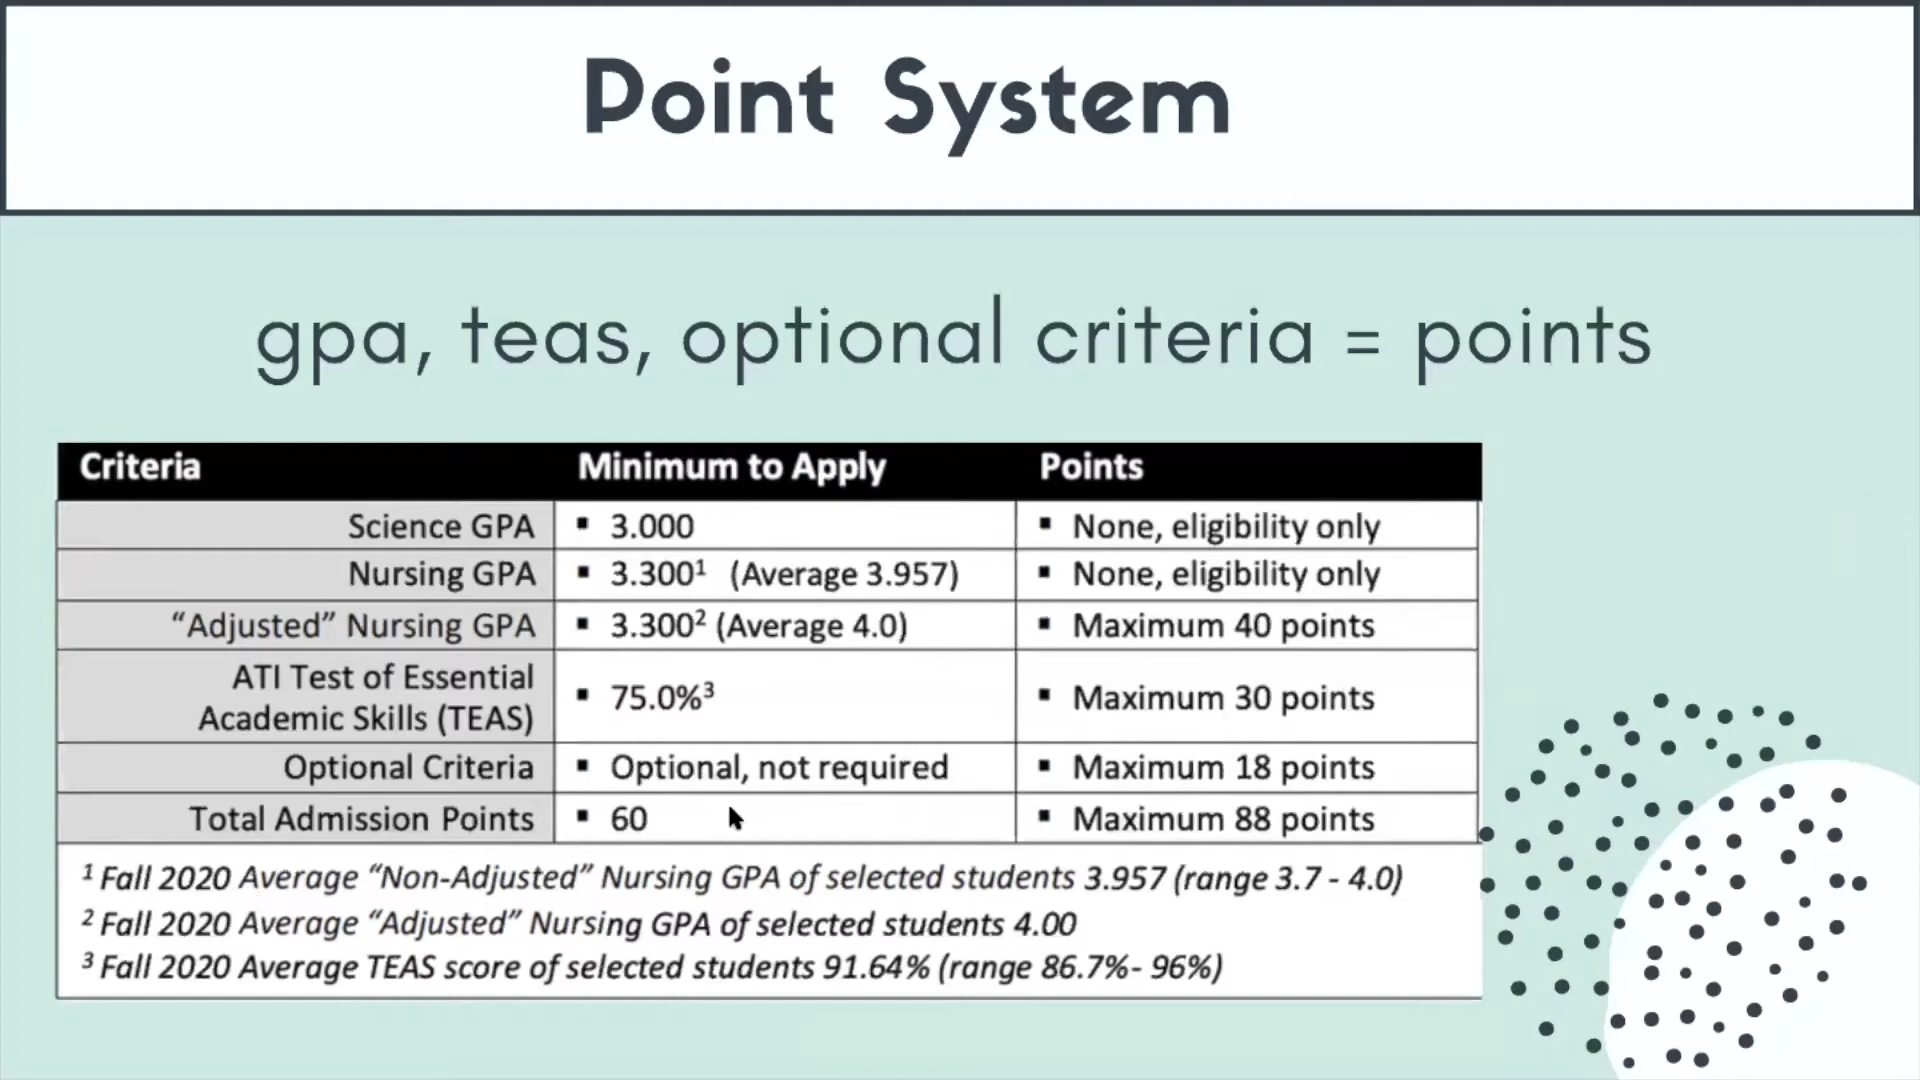 Point System
gpa, teas, optional criteria = points
Criteria Minimum to Apply Points
Science GPA ▪ 3.000 ▪ None, eligibility only
Nursing GPA ▪ 3.300¹ (Average 3.957) ▪ None, eligibility only
“Adjusted” Nursing GPA ▪ 3.300² (Average 4.0) ▪ Maximum 40 points
ATI Test of Essential
Academic Skills (TEAS) ▪ 75.0%³ ▪ Maximum 30 points
Optional Criteria ▪ Optional, not required ▪ Maximum 18 points
Total Admission Points ▪ 60 ▪ Maximum 88 points
¹ Fall 2020 Average “Non-Adjusted” Nursing GPA of selected students 3.957 (range 3.7 - 4.0)
² Fall 2020 Average “Adjusted” Nursing GPA of selected students 4.00
³ Fall 2020 Average TEAS score of selected students 91.64% (range 86.7%- 96%)